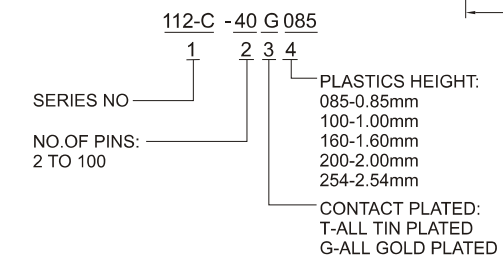 112-C - 40 G 085
1 2 3 4
PLASTICS HEIGHT:
085-0.85mm
100-1.00mm
160-1.60mm
200-2.00mm
254-2.54mm
SERIES NO
NO.OF PINS:
2 TO 100
CONTACT PLATED:
T-ALL TIN PLATED
G-ALL GOLD PLATED